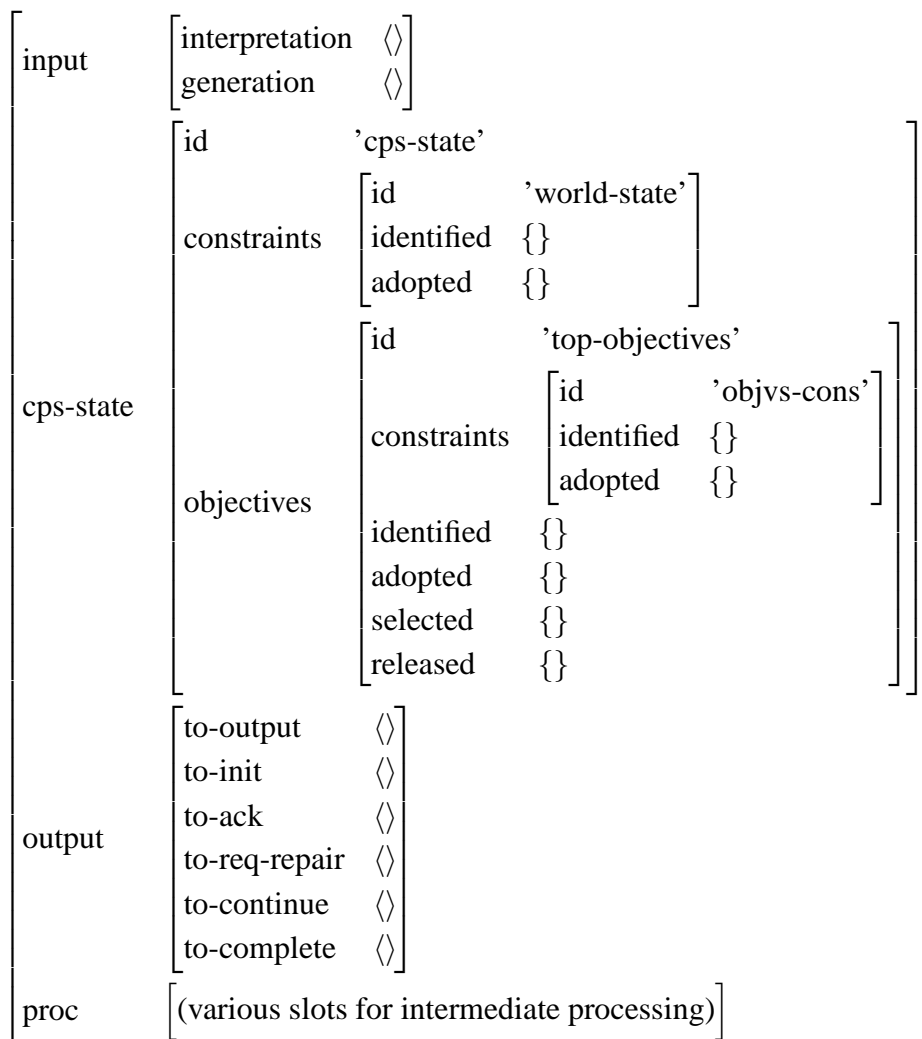 input interpretation ⟨⟩
generation ⟨⟩
cps-state id ’cps-state’
constraints id ’world-state’
identified {}
adopted {}
objectives id ’top-objectives’
constraints id ’objvs-cons’
identified {}
adopted {}
identified {}
adopted {}
selected {}
released {}
output to-output ⟨⟩
to-init ⟨⟩
to-ack ⟨⟩
to-req-repair ⟨⟩
to-continue ⟨⟩
to-complete ⟨⟩
proc (various slots for intermediate processing)